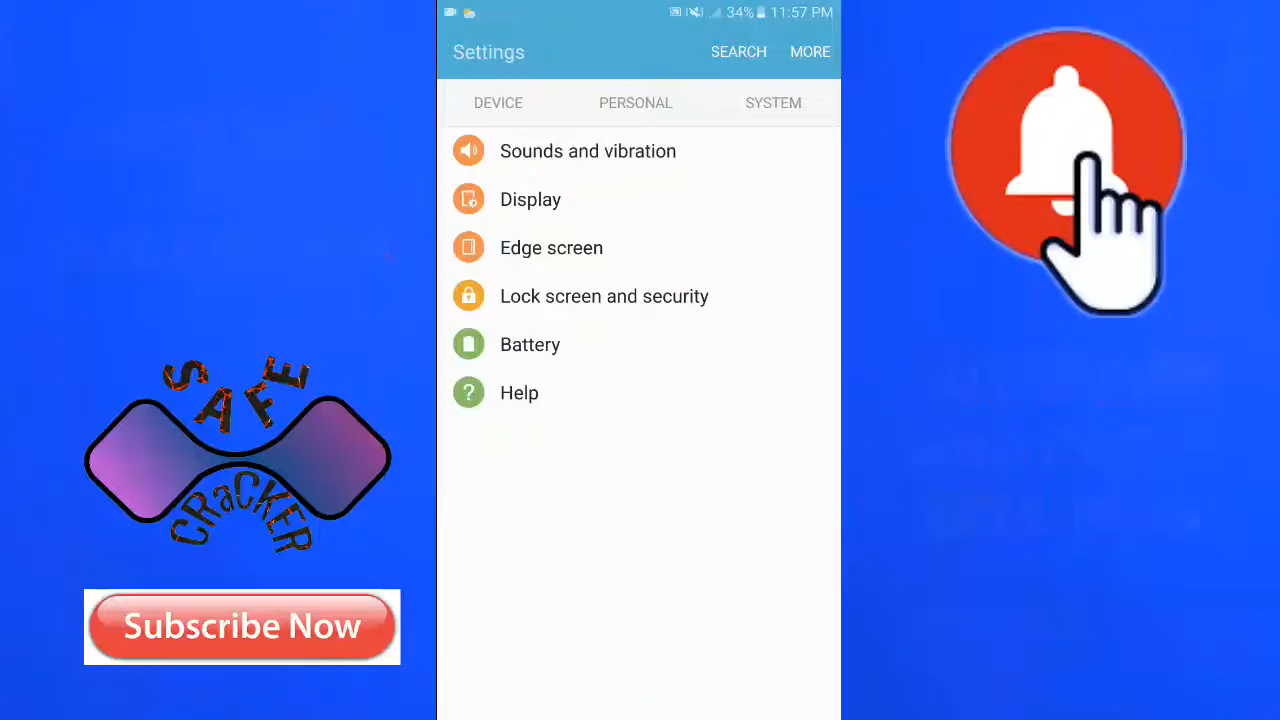 34% 11:57 PM
Settings SEARCH MORE
DEVICE PERSONAL SYSTEM
Sounds and vibration
Display
Edge screen
Lock screen and security
Battery
? Help
SAFE
CRaCKER
Subscribe Now